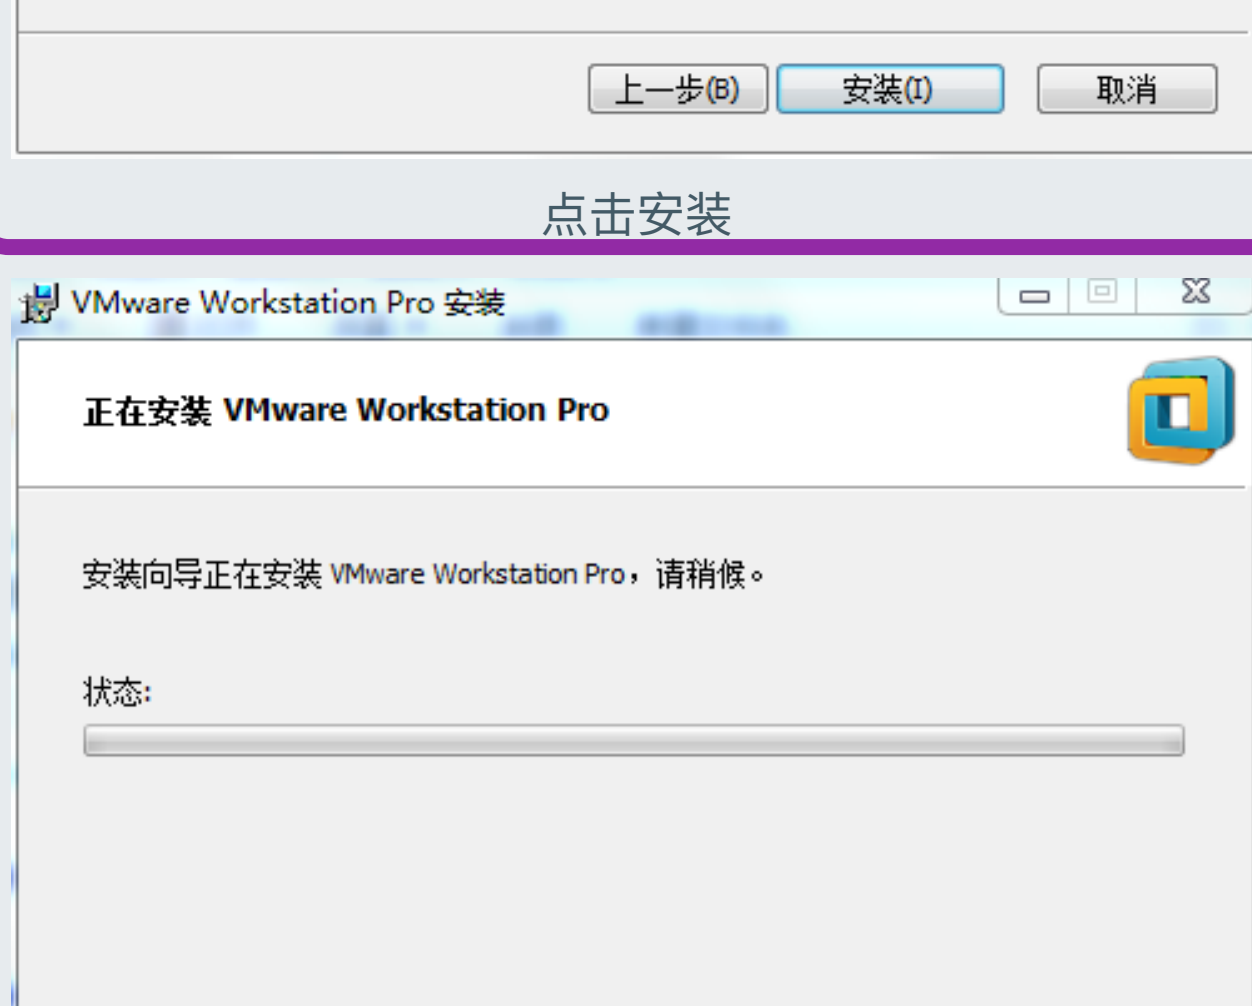 上一步(B) 安装(I) 取消
点击安装
VMware Workstation Pro 安装
正在安装 VMware Workstation Pro
安装向导正在安装 VMware Workstation Pro，请稍候。
状态: